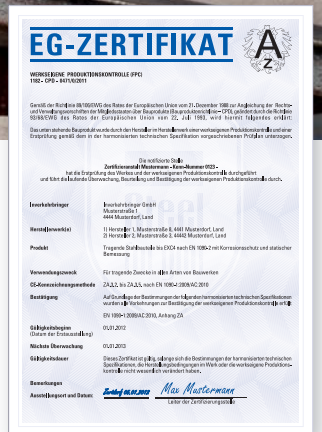 EG-ZERTIFIKAT
A
Z
WERKSEIGENE PRODUKTIONSKONTROLLE (FPC)
1182 - CPD - 0471/0/2011
Gemäß der Richtlinie 89/106/EWG des Rates der Europäischen Union vom 21. Dezember 1988 zur Angleichung der Rechts-
und Verwaltungsvorschriften der Mitgliedsstaaten über Bauprodukte (Bauproduktenrichtlinie – CPD), geändert durch die Richtlinie
93/68/EWG des Rates der Europäischen Union vom 22. Juli 1993, wird hiermit folgendes erklärt:
Das unten stehende Bauprodukt wurde durch den Hersteller im Herstellerwerk einer werkseigenen Produktionskontrolle und einer
Erstprüfung gemäß dem in der harmonisierten technischen Spezifikation vorgeschriebenen Prüfplan unterzogen.
Die notifizierte Stelle
Zertifizieranstalt Mustermann - Kenn-Nummer 0123 -
hat die Erstprüfung des Werkes und der werkseigenen Produktionskontrolle durchgeführt
und führt die laufende Überwachung, Beurteilung und Bestätigung der werkseigenen Produktionskontrolle durch.
Inverkehrbringer Inverkehrbringer GmbH
Musterstraße 1
4444 Musterdorf, Land
Herstellerwerk(e) 1) Hersteller 1, Musterstraße 8, 4441 Musterdorf, Land
2) Hersteller 2, Musterstraße 3, 44442 Musterdorf, Land
Produkt Tragende Stahlbauteile bis EXC4 nach EN 1090-2 mit Korrosionsschutz und statischer
Bemessung
Verwendungszweck Für tragende Zwecke in allen Arten von Bauwerken
CE-Kennzeichnungsmethode ZA.3.2. bis ZA.3.5. nach EN 1090-1:2009/AC:2010
Bestätigung Auf Grundlage der Bestimmungen der folgenden harmonisierten technischen Spezifikationen
wurden alle Vorkehrungen zur Bestätigung der werkseigenen Produktionskontrolle erfüllt
EN 1090-1:2009/AC:2010, Anhang ZA
Gültigkeitsbeginn 01.01.2012
(Datum der Erstausstellung)
Nächste Überwachung 01.01.2013
Gültigkeitsdauer Dieses Zertifikat ist gültig, solange sich die Bestimmungen der harmonisierten technischen
Spezifikationen, die Herstellungsbedingungen im Werk oder die werkseigene Produktions-
kontrolle nicht wesentlich verändert haben.
Bemerkungen
Ausstellungsort und Datum: Max Mustermann
Leiter der Zertifizierungsstelle